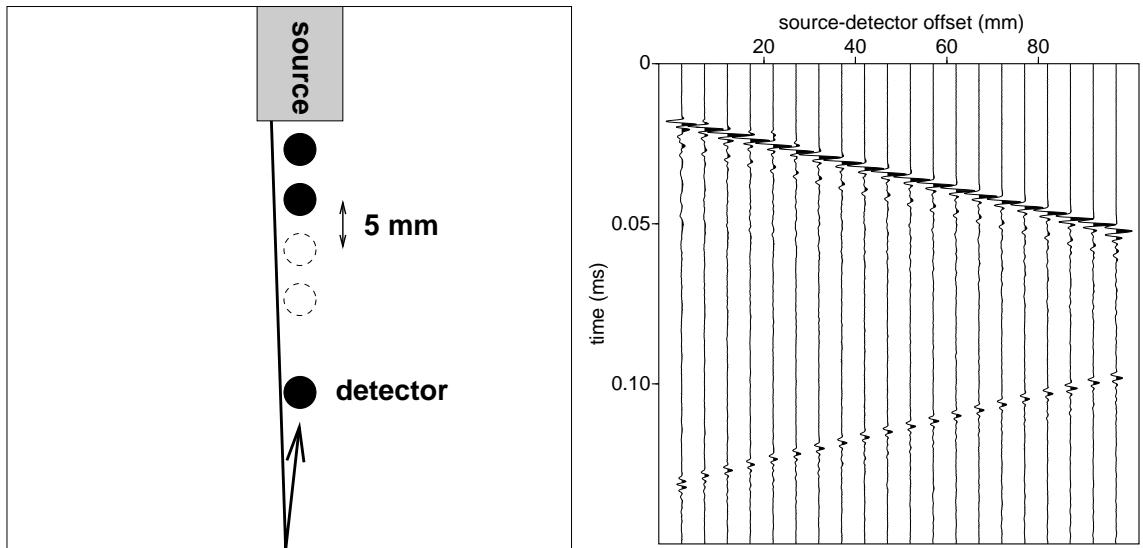 source
5 mm
detector
source-detector offset (mm)
20 40 60 80
0
0.05
0.10
time (ms)